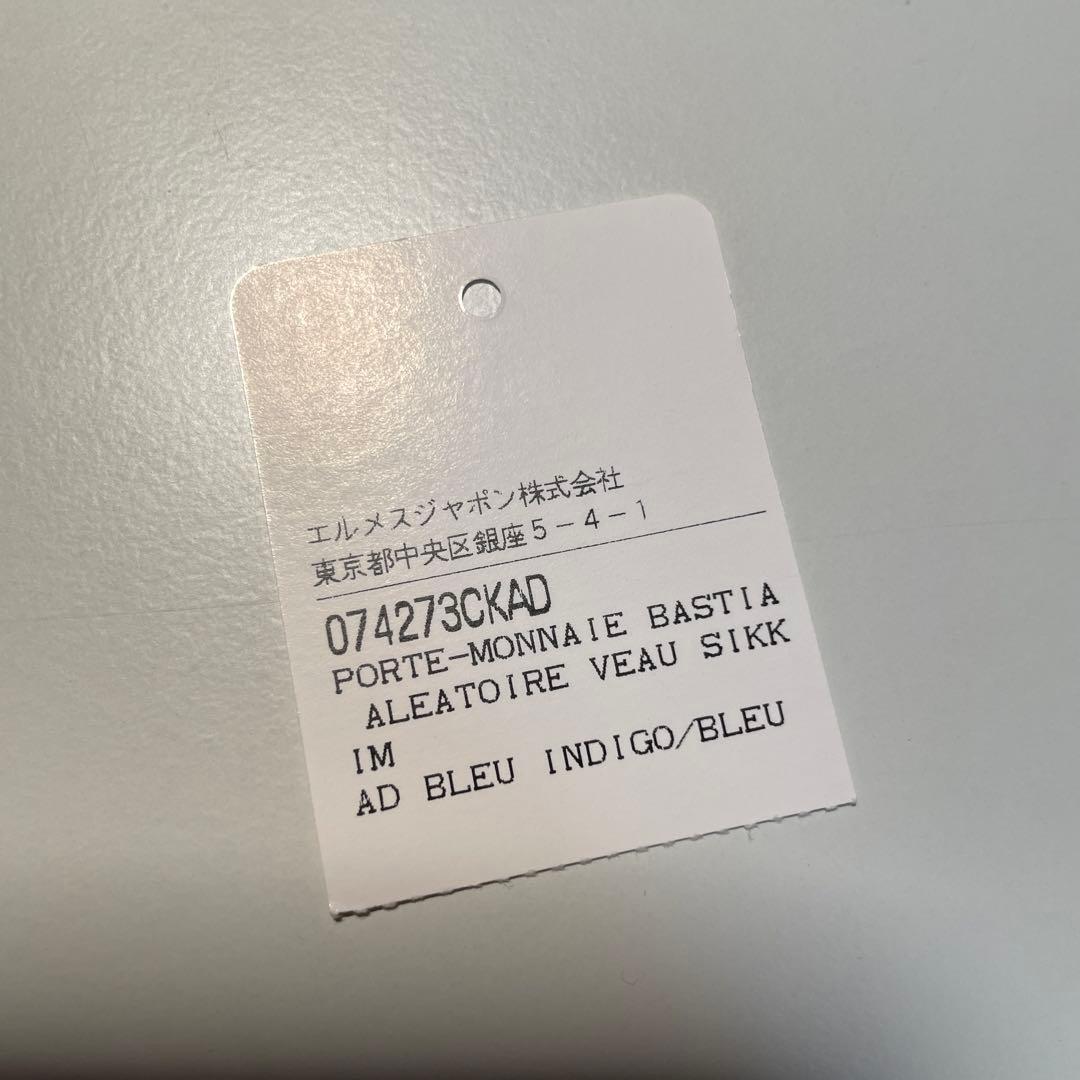 エルメスジャポン株式会社
東京都中央区銀座5-4-1
074273CKAD
PORTE-MONNAIE BASTIA
ALEATOIRE VEAU SIKK
IM
AD BLEU INDIGO/BLEU